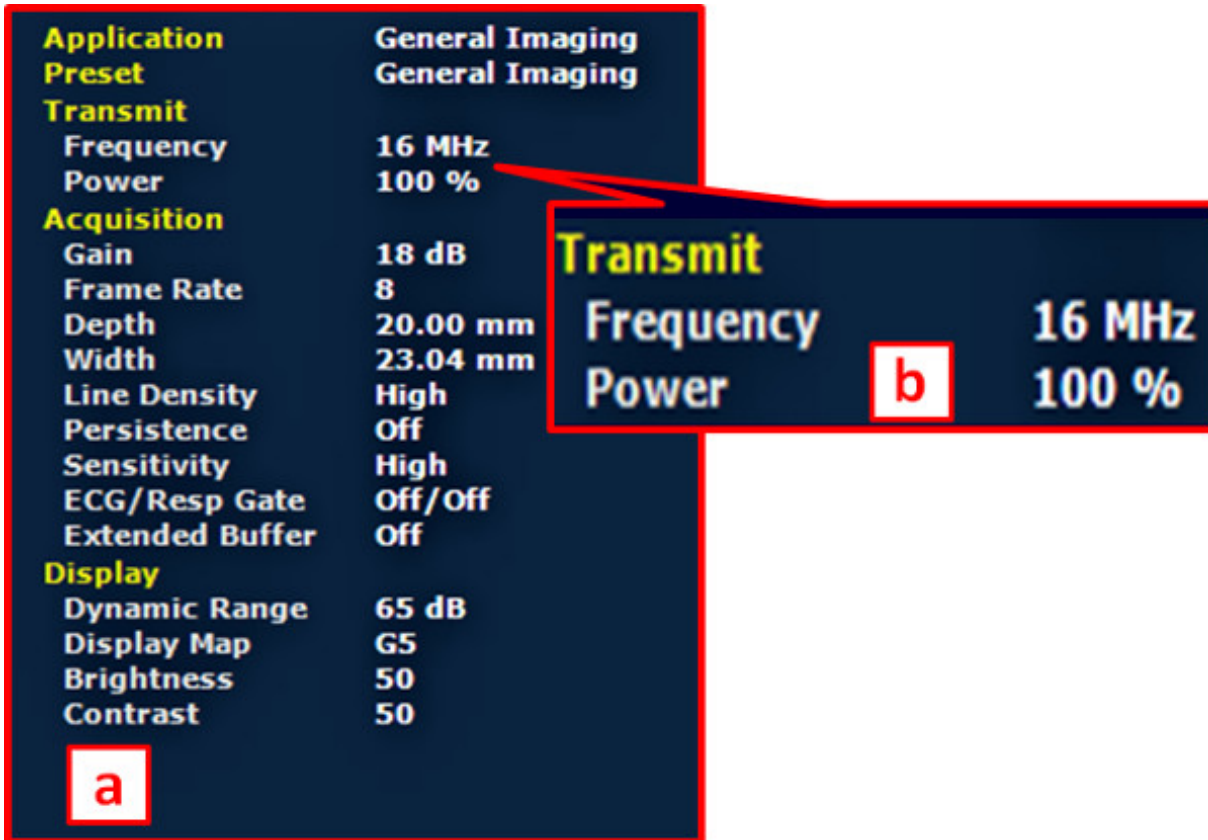 Application General Imaging
Preset General Imaging
Transmit
Frequency 16 MHz
Power 100 %
Acquisition
Gain 18 dB
Frame Rate 8
Depth 20.00 mm
Width 23.04 mm
Line Density High
Persistence Off
Sensitivity High
ECG/Resp Gate Off/Off
Extended Buffer Off
Display
Dynamic Range 65 dB
Display Map G5
Brightness 50
Contrast 50
a
Transmit
Frequency 16 MHz
Power 100 %
b